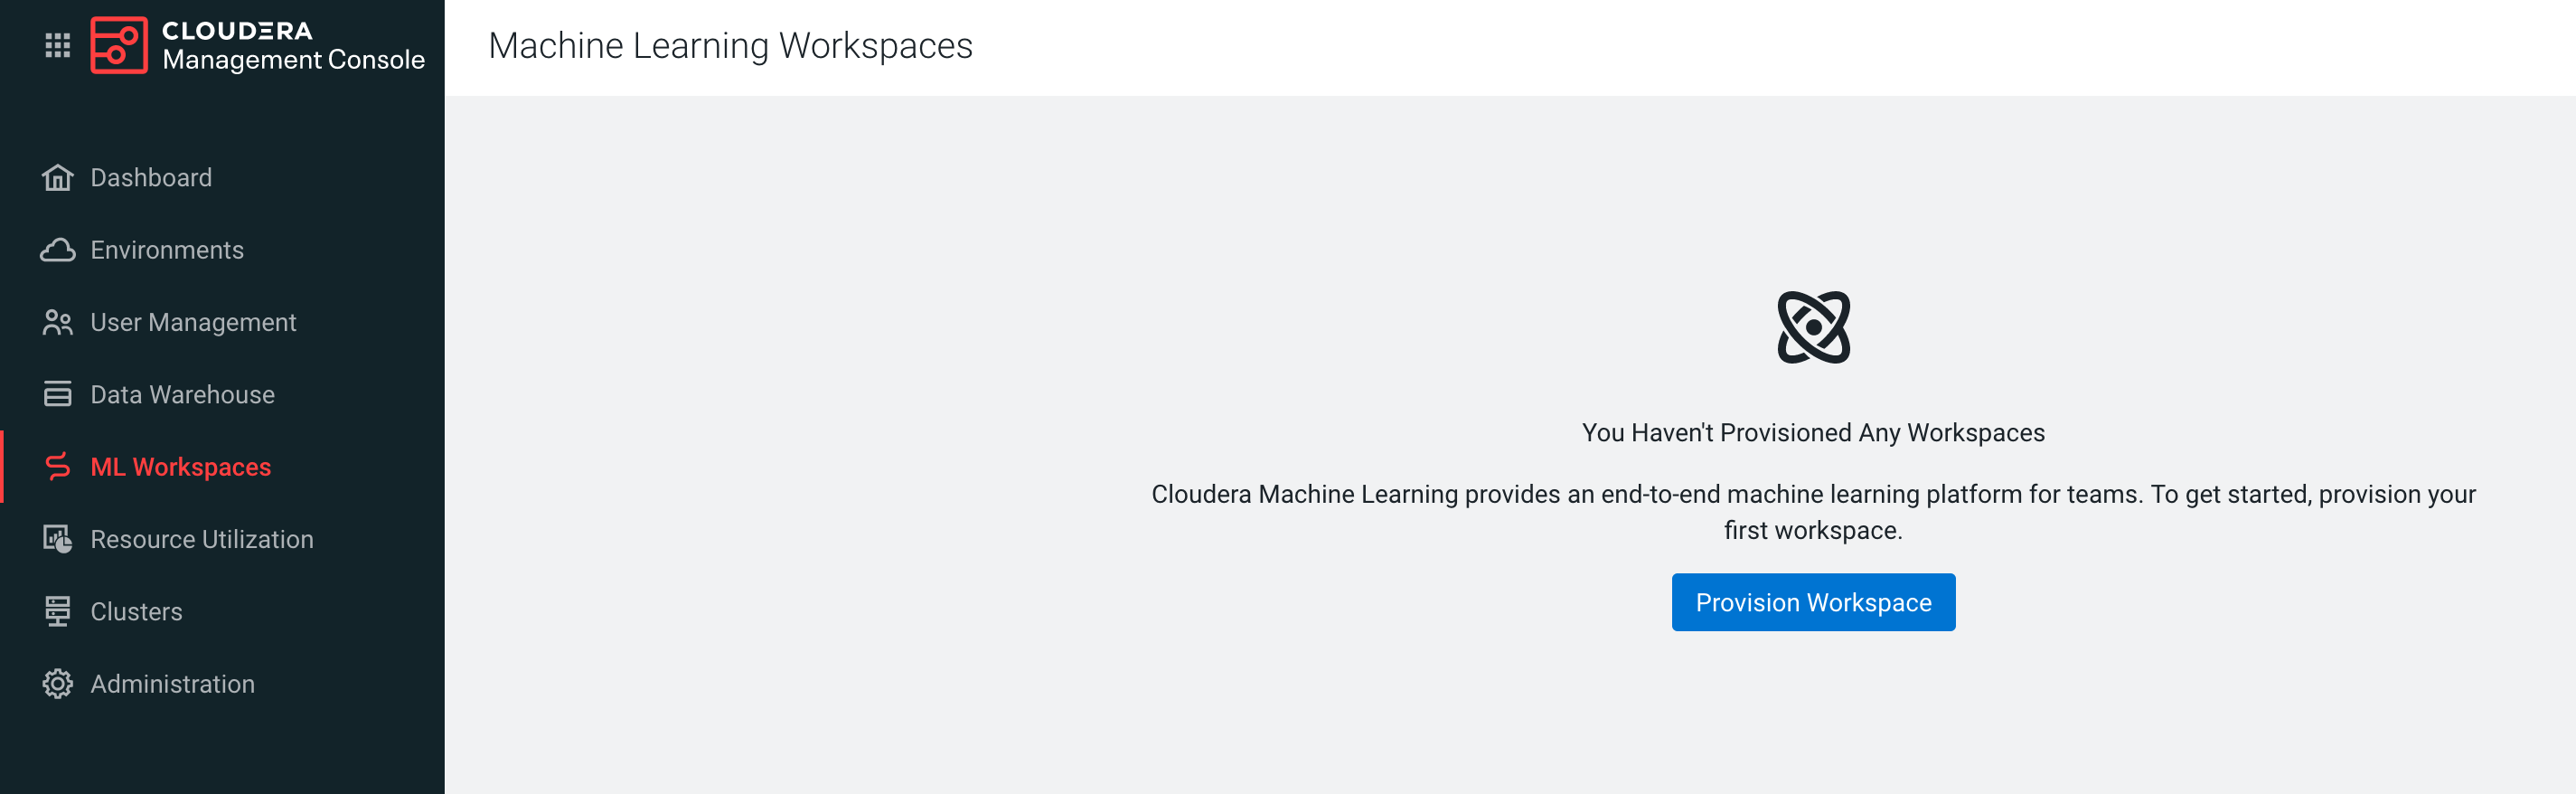 CLOUDERA
Management Console
Machine Learning Workspaces
Dashboard
Environments
User Management
Data Warehouse
ML Workspaces
Resource Utilization
Clusters
Administration
You Haven't Provisioned Any Workspaces
Cloudera Machine Learning provides an end-to-end machine learning platform for teams. To get started, provision your
first workspace.
Provision Workspace